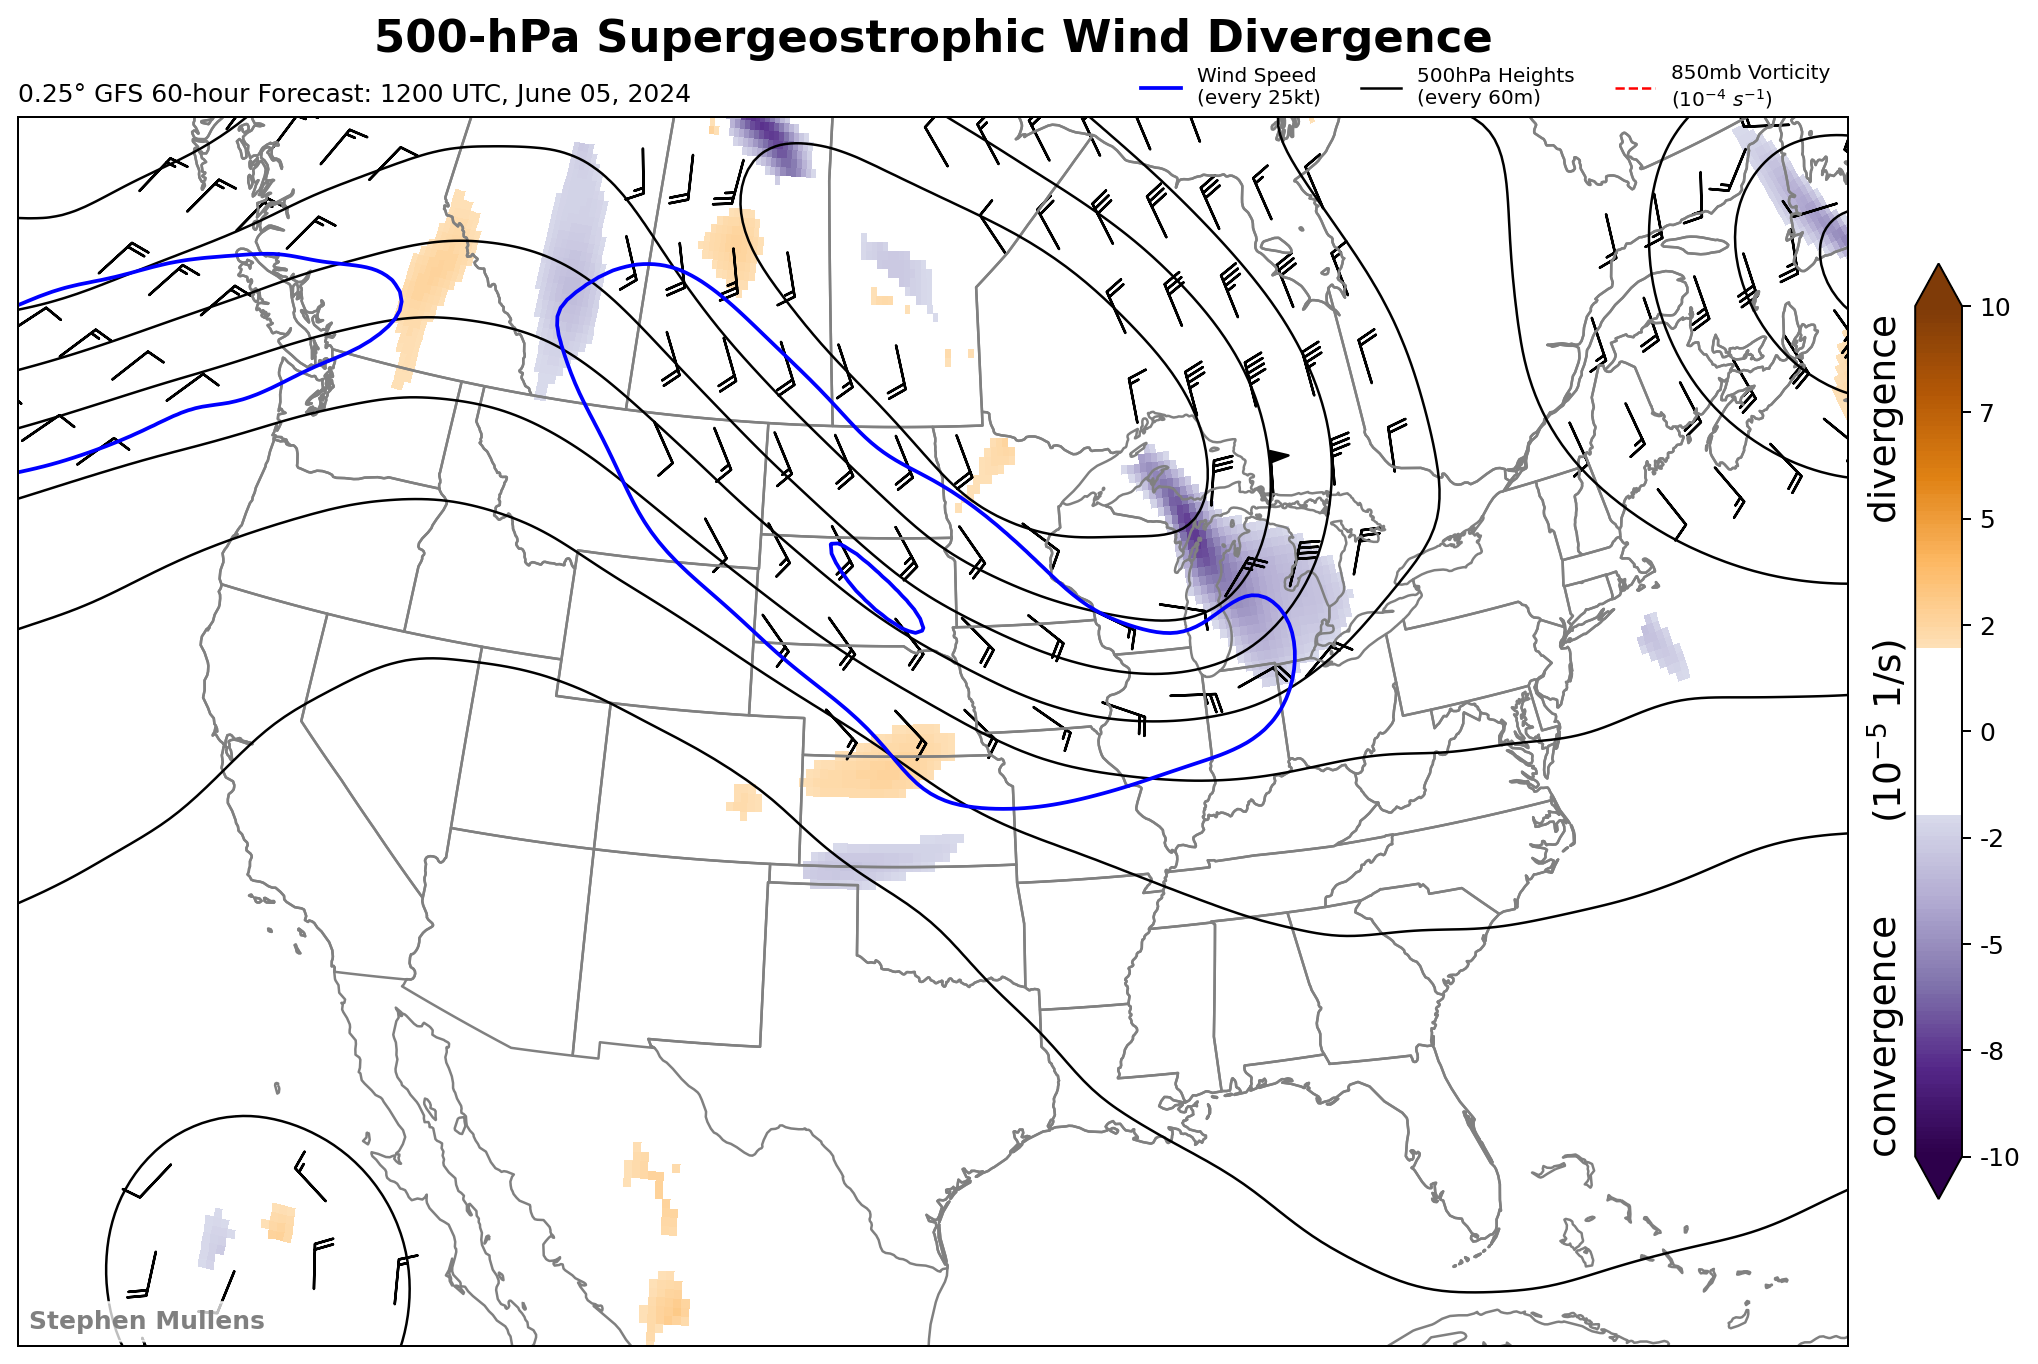 500-hPa Supergeostrophic Wind Divergence
0.25° GFS 60-hour Forecast: 1200 UTC, June 05, 2024
Wind Speed
(every 25kt)
500hPa Heights
(every 60m)
850mb Vorticity
(10⁻⁴ s⁻¹)
convergence (10⁻⁵ 1/s) divergence
10
7
5
2
0
-2
-5
-8
-10
Stephen Mullens